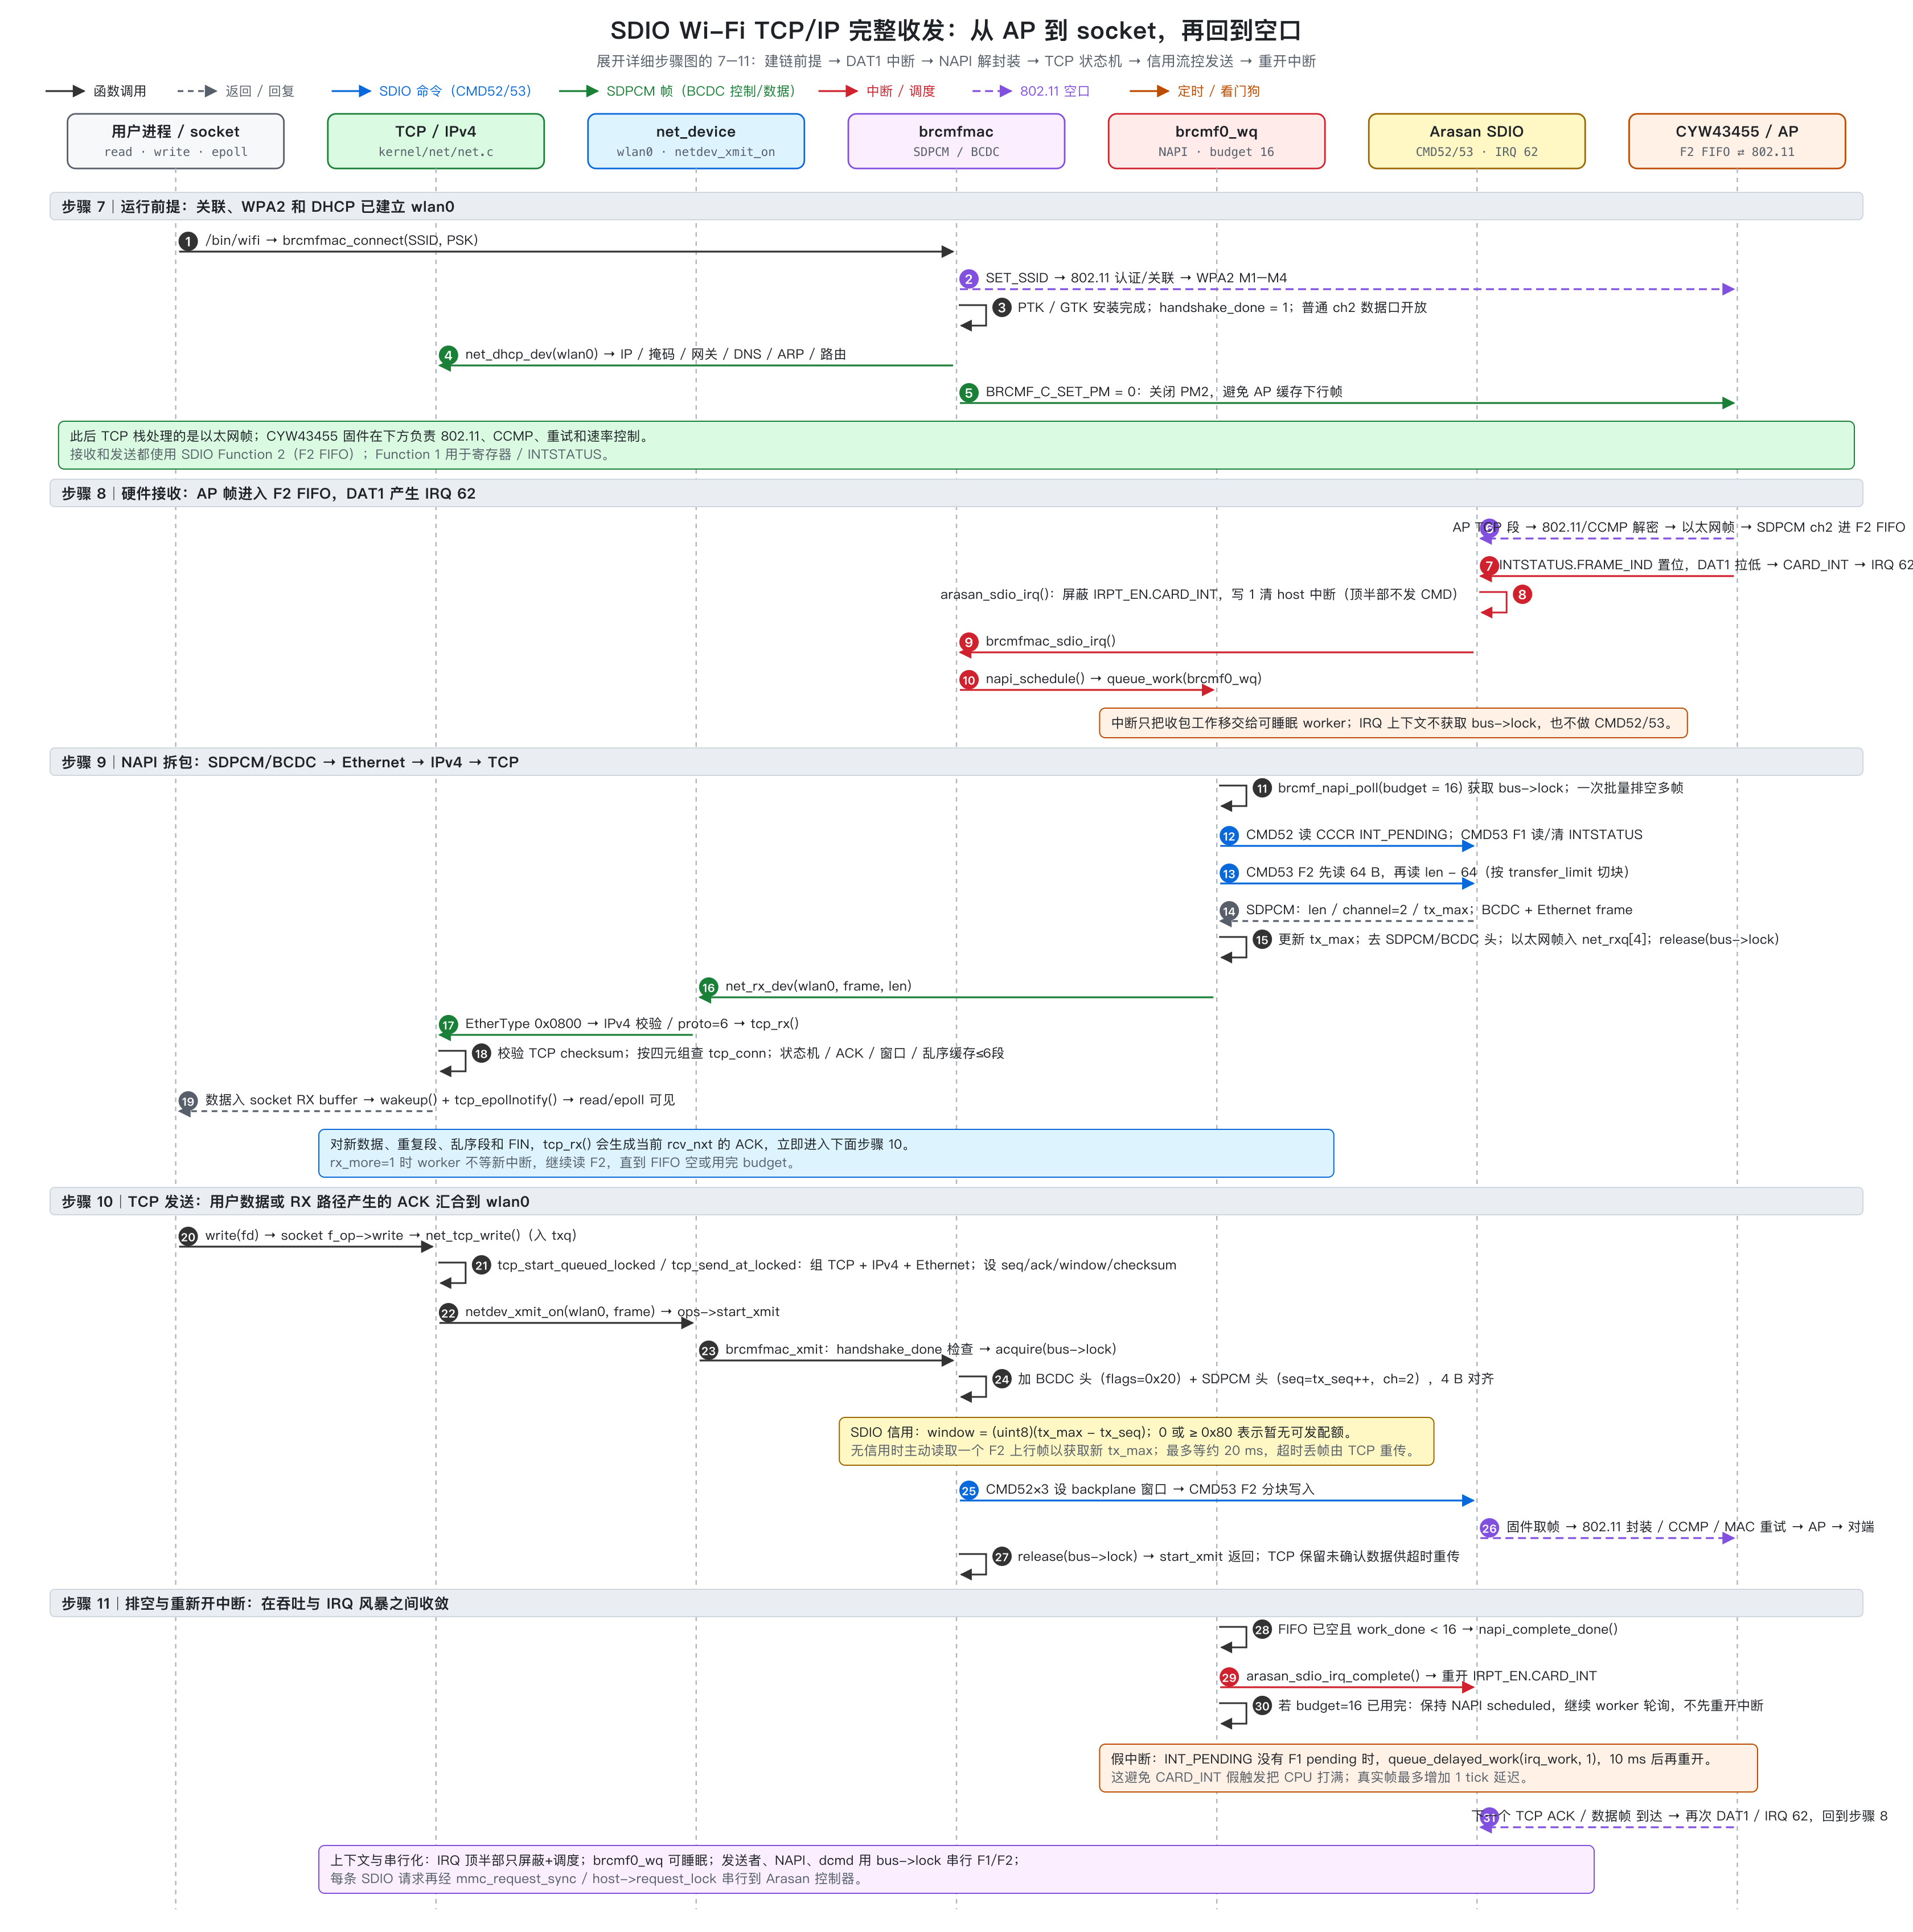 SDIO Wi-Fi TCP/IP 完整收发：从 AP 到 socket，再回到空口
展开详细步骤图的 7—11：建链前提 → DAT1 中断 → NAPI 解封装 → TCP 状态机 → 信用流控发送 → 重开中断
函数调用
返回 / 回复
SDIO 命令（CMD52/53）
SDPCM 帧（BCDC 控制/数据）
中断 / 调度
802.11 空口
定时 / 看门狗
用户进程 / socket
read · write · epoll
TCP / IPv4
kernel/net/net.c
net_device
wlan0 · netdev_xmit_on
brcmfmac
SDPCM / BCDC
brcmf0_wq
NAPI · budget 16
Arasan SDIO
CMD52/53 · IRQ 62
CYW43455 / AP
F2 FIFO ⇄ 802.11
步骤 7｜运行前提：关联、WPA2 和 DHCP 已建立 wlan0
1 /bin/wifi → brcmfmac_connect(SSID, PSK)
2 SET_SSID → 802.11 认证/关联 → WPA2 M1—M4
3 PTK / GTK 安装完成；handshake_done = 1；普通 ch2 数据口开放
4 net_dhcp_dev(wlan0) → IP / 掩码 / 网关 / DNS / ARP / 路由
5 BRCMF_C_SET_PM = 0：关闭 PM2，避免 AP 缓存下行帧
此后 TCP 栈处理的是以太网帧；CYW43455 固件在下方负责 802.11、CCMP、重试和速率控制。
接收和发送都使用 SDIO Function 2（F2 FIFO）；Function 1 用于寄存器 / INTSTATUS。
步骤 8｜硬件接收：AP 帧进入 F2 FIFO，DAT1 产生 IRQ 62
6 AP TCP 段 → 802.11/CCMP 解密 → 以太网帧 → SDPCM ch2 进 F2 FIFO
7 INTSTATUS.FRAME_IND 置位，DAT1 拉低 → CARD_INT → IRQ 62
arasan_sdio_irq()：屏蔽 IRPT_EN.CARD_INT，写 1 清 host 中断（顶半部不发 CMD） 8
9 brcmfmac_sdio_irq()
10 napi_schedule() → queue_work(brcmf0_wq)
中断只把收包工作移交给可睡眠 worker；IRQ 上下文不获取 bus->lock，也不做 CMD52/53。
步骤 9｜NAPI 拆包：SDPCM/BCDC → Ethernet → IPv4 → TCP
11 brcmf_napi_poll(budget = 16) 获取 bus->lock；一次批量排空多帧
12 CMD52 读 CCCR INT_PENDING；CMD53 F1 读/清 INTSTATUS
13 CMD53 F2 先读 64 B，再读 len − 64（按 transfer_limit 切块）
14 SDPCM：len / channel=2 / tx_max；BCDC + Ethernet frame
15 更新 tx_max；去 SDPCM/BCDC 头；以太网帧入 net_rxq[4]；release(bus->lock)
16 net_rx_dev(wlan0, frame, len)
17 EtherType 0x0800 → IPv4 校验 / proto=6 → tcp_rx()
18 校验 TCP checksum；按四元组查 tcp_conn；状态机 / ACK / 窗口 / 乱序缓存≤6段
19 数据入 socket RX buffer → wakeup() + tcp_epollnotify() → read/epoll 可见
对新数据、重复段、乱序段和 FIN，tcp_rx() 会生成当前 rcv_nxt 的 ACK，立即进入下面步骤 10。
rx_more=1 时 worker 不等新中断，继续读 F2，直到 FIFO 空或用完 budget。
步骤 10｜TCP 发送：用户数据或 RX 路径产生的 ACK 汇合到 wlan0
20 write(fd) → socket f_op->write → net_tcp_write()（入 txq）
21 tcp_start_queued_locked / tcp_send_at_locked：组 TCP + IPv4 + Ethernet；设 seq/ack/window/checksum
22 netdev_xmit_on(wlan0, frame) → ops->start_xmit
23 brcmfmac_xmit：handshake_done 检查 → acquire(bus->lock)
24 加 BCDC 头（flags=0x20）+ SDPCM 头（seq=tx_seq++，ch=2），4 B 对齐
SDIO 信用：window = (uint8)(tx_max − tx_seq)；0 或 ≥ 0x80 表示暂无可发配额。
无信用时主动读取一个 F2 上行帧以获取新 tx_max；最多等约 20 ms，超时丢帧由 TCP 重传。
25 CMD52×3 设 backplane 窗口 → CMD53 F2 分块写入
26 固件取帧 → 802.11 封装 / CCMP / MAC 重试 → AP → 对端
27 release(bus->lock) → start_xmit 返回；TCP 保留未确认数据供超时重传
步骤 11｜排空与重新开中断：在吞吐与 IRQ 风暴之间收敛
28 FIFO 已空且 work_done < 16 → napi_complete_done()
29 arasan_sdio_irq_complete() → 重开 IRPT_EN.CARD_INT
30 若 budget=16 已用完：保持 NAPI scheduled，继续 worker 轮询，不先重开中断
假中断：INT_PENDING 没有 F1 pending 时，queue_delayed_work(irq_work, 1)，10 ms 后再重开。
这避免 CARD_INT 假触发把 CPU 打满；真实帧最多增加 1 tick 延迟。
31 下一个 TCP ACK / 数据帧 到达 → 再次 DAT1 / IRQ 62，回到步骤 8
上下文与串行化：IRQ 顶半部只屏蔽+调度；brcmf0_wq 可睡眠；发送者、NAPI、dcmd 用 bus->lock 串行 F1/F2；
每条 SDIO 请求再经 mmc_request_sync / host->request_lock 串行到 Arasan 控制器。